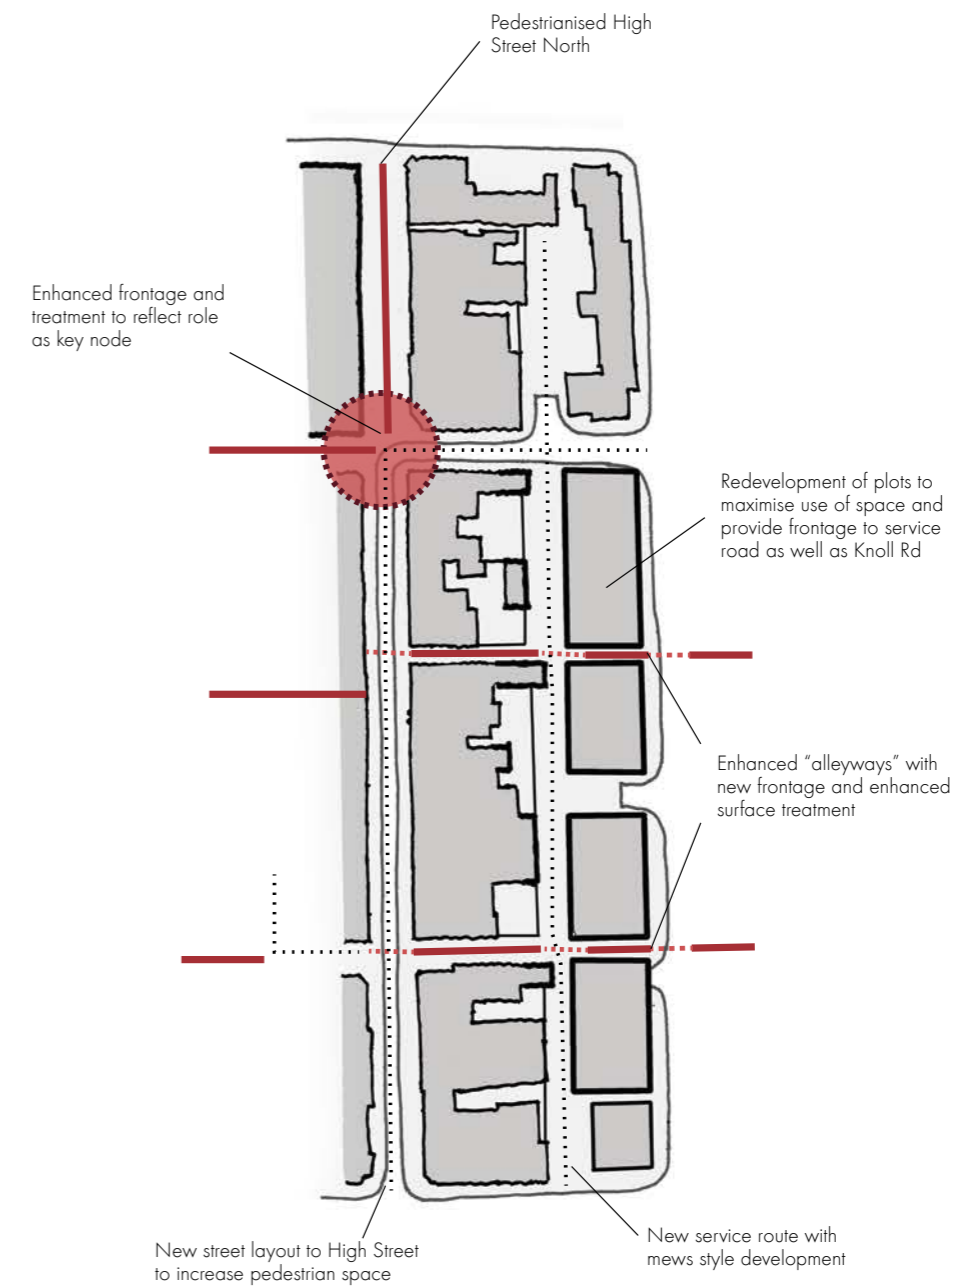 Pedestrianised High
Street North
Enhanced frontage and
treatment to reflect role
as key node
Redevelopment of plots to
maximise use of space and
provide frontage to service
road as well as Knoll Rd
Enhanced “alleyways” with
new frontage and enhanced
surface treatment
New service route with
mews style development
New street layout to High Street
to increase pedestrian space